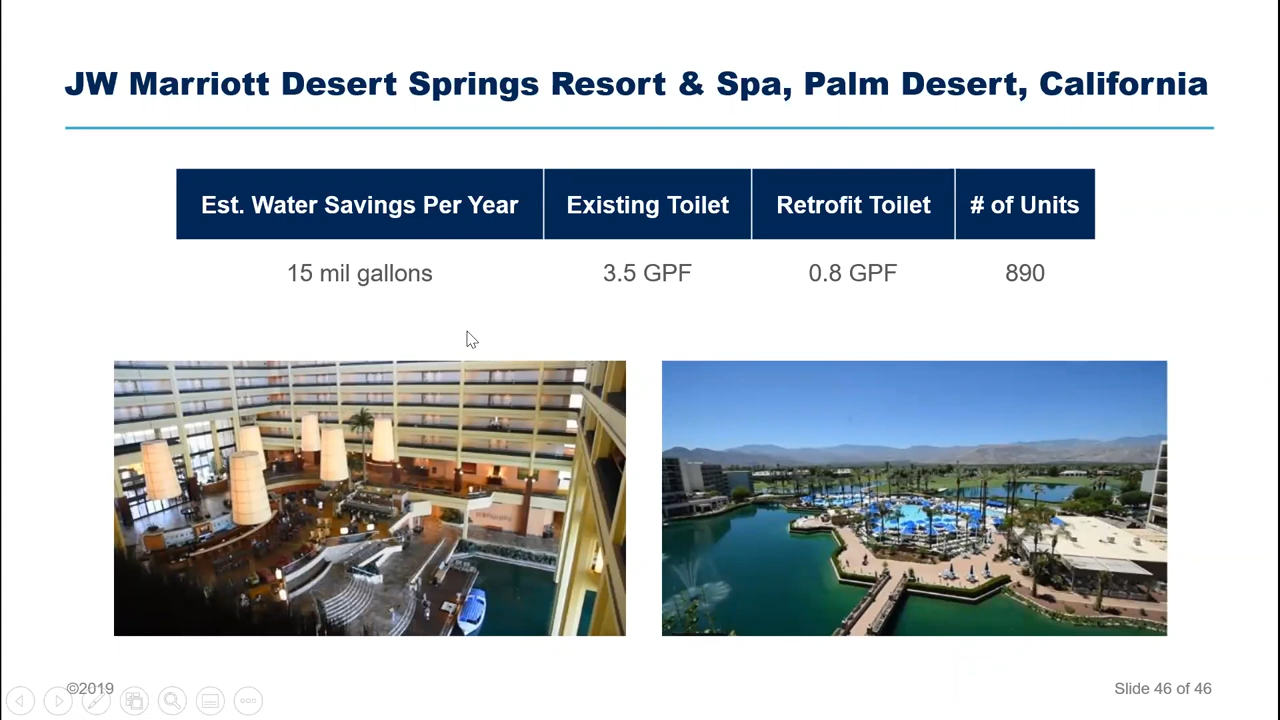 JW Marriott Desert Springs Resort & Spa, Palm Desert, California
Est. Water Savings Per Year Existing Toilet Retrofit Toilet # of Units
15 mil gallons 3.5 GPF 0.8 GPF 890
©2019 Slide 46 of 46